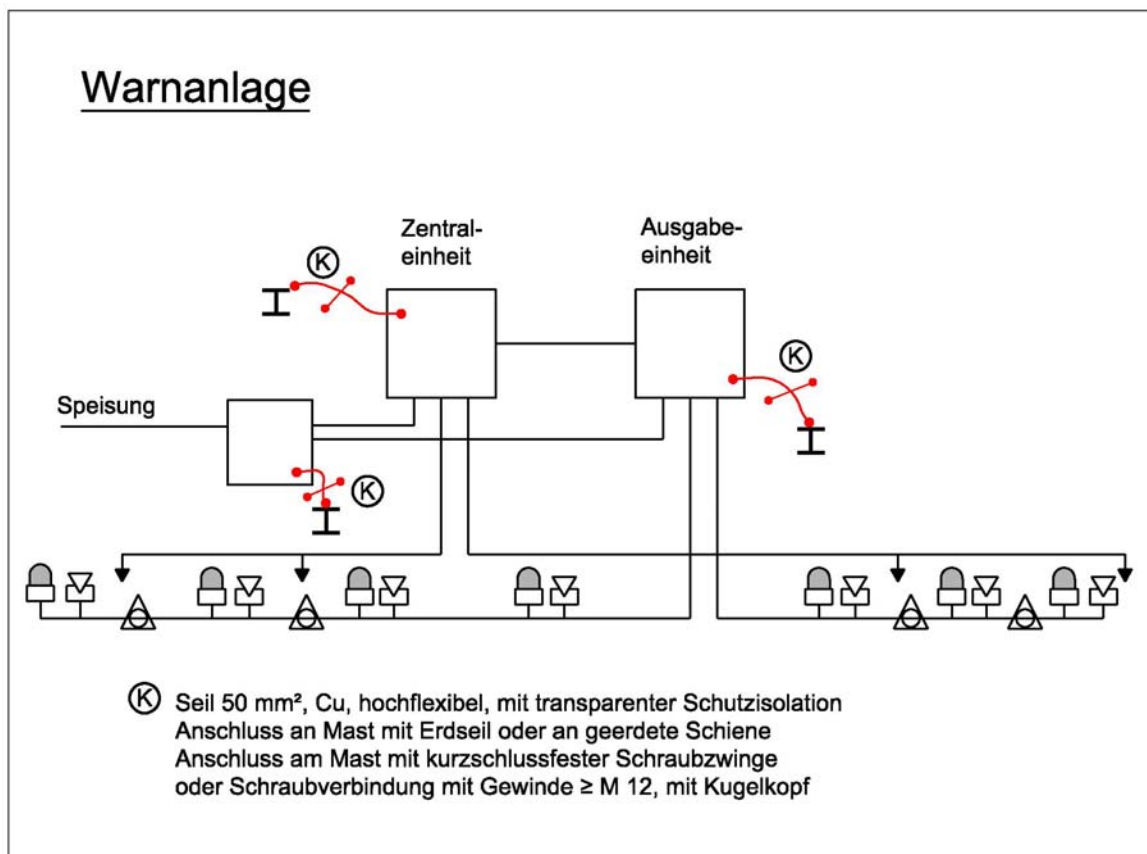 Warnanlage
Zentral-
einheit
Ausgabe-
einheit
K
K
Speisung
K
K Seil 50 mm², Cu, hochflexibel, mit transparenter Schutzisolation
Anschluss an Mast mit Erdseil oder an geerdete Schiene
Anschluss am Mast mit kurzschlussfester Schraubzwinge
oder Schraubverbindung mit Gewinde ≥ M 12, mit Kugelkopf